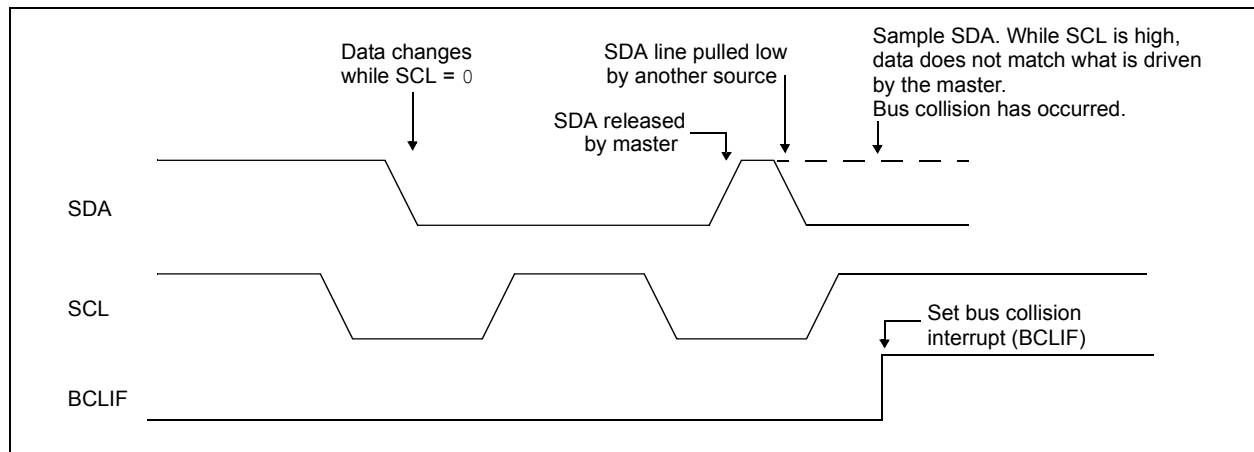 Data changes
while SCL = 0
SDA line pulled low
by another source
Sample SDA. While SCL is high,
data does not match what is driven
by the master.
Bus collision has occurred.
SDA released
by master
SDA
SCL
Set bus collision
interrupt (BCLIF)
BCLIF